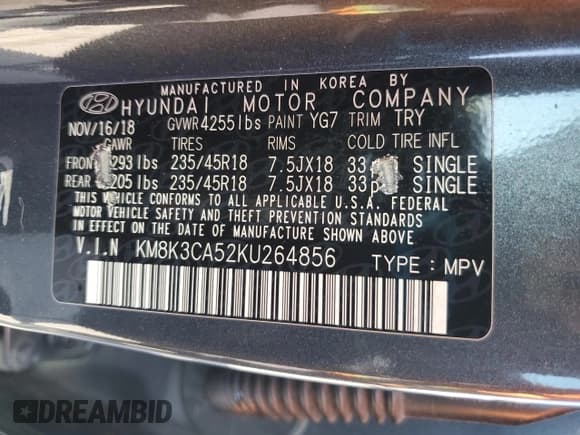 MANUFACTURED IN KOREA BY
HYUNDAI MOTOR COMPANY
NOV/16/18 GVWR 4255lbs PAINT YG7 TRIM TRY
GAWR TIRES RIMS COLD TIRE INFL
FRONT 293lbs 235/45R18 7.5JX18 33 SINGLE
REAR 205lbs 235/45R18 7.5JX18 33 SINGLE
THIS VEHICLE CONFORMS TO ALL APPLICABLE U.S.A. FEDERAL
MOTOR VEHICLE SAFETY AND THEFT PREVENTION STANDARDS
IN EFFECT ON THE DATE OF MANUFACTURE SHOWN ABOVE.
V.I.N KM8K3CA52KU264856 TYPE : MPV
DREAMBID